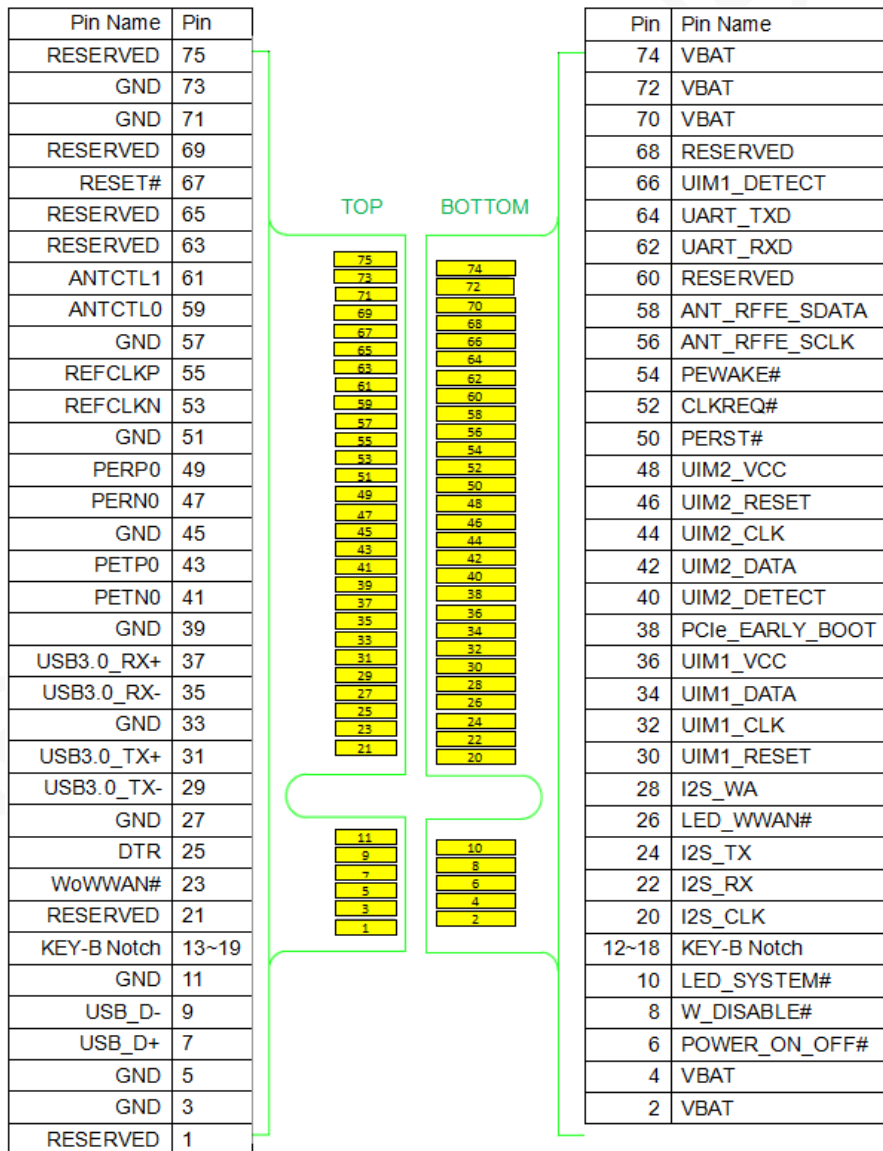 Pin Name Pin
RESERVED 75
GND 73
GND 71
RESERVED 69
RESET# 67
RESERVED 65
RESERVED 63
ANTCTL1 61
ANTCTL0 59
GND 57
REFCLKP 55
REFCLKN 53
GND 51
PERP0 49
PERN0 47
GND 45
PETP0 43
PETN0 41
GND 39
USB3.0_RX+ 37
USB3.0_RX- 35
GND 33
USB3.0_TX+ 31
USB3.0_TX- 29
GND 27
DTR 25
WoWWAN# 23
RESERVED 21
KEY-B Notch 13~19
GND 11
USB_D- 9
USB_D+ 7
GND 5
GND 3
RESERVED 1
TOP
75
73
71
69
67
65
63
61
59
57
55
53
51
49
47
45
43
41
39
37
35
33
31
29
27
25
23
21
11
9
7
5
3
1
BOTTOM
74
72
70
68
66
64
62
60
58
56
54
52
50
48
46
44
42
40
38
36
34
32
30
28
26
24
22
20
10
8
6
4
2
Pin Pin Name
74 VBAT
72 VBAT
70 VBAT
68 RESERVED
66 UIM1_DETECT
64 UART_TXD
62 UART_RXD
60 RESERVED
58 ANT_RFFE_SDATA
56 ANT_RFFE_SCLK
54 PEWAKE#
52 CLKREQ#
50 PERST#
48 UIM2_VCC
46 UIM2_RESET
44 UIM2_CLK
42 UIM2_DATA
40 UIM2_DETECT
38 PCIe_EARLY_BOOT
36 UIM1_VCC
34 UIM1_DATA
32 UIM1_CLK
30 UIM1_RESET
28 I2S_WA
26 LED_WWAN#
24 I2S_TX
22 I2S_RX
20 I2S_CLK
12~18 KEY-B Notch
10 LED_SYSTEM#
8 W_DISABLE#
6 POWER_ON_OFF#
4 VBAT
2 VBAT